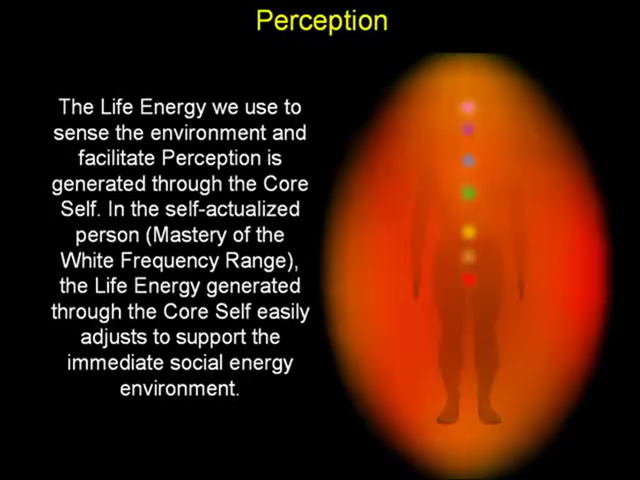 Perception
The Life Energy we use to
sense the environment and
facilitate Perception is
generated through the Core
Self. In the self-actualized
person (Mastery of the
White Frequency Range),
the Life Energy generated
through the Core Self easily
adjusts to support the
immediate social energy
environment.